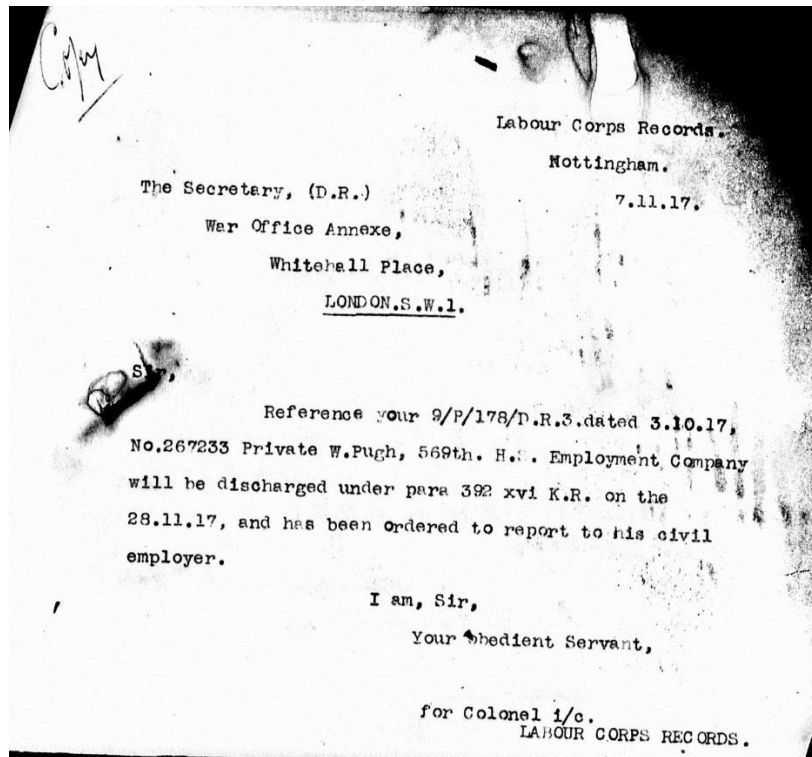 Copy
Labour Corps Records.
Nottingham.
7.11.17.
The Secretary, (D.R.)
War Office Annexe,
Whitehall Place,
LONDON.S.W.1.
Sir,
Reference your 9/P/178/D.R.3.dated 3.10.17,
No.267233 Private W.Pugh, 569th. H.S. Employment Company
will be discharged under para 392 xvi K.R. on the
28.11.17, and has been ordered to report to his civil
employer.
I am, Sir,
Your obedient Servant,
for Colonel i/c.
LABOUR CORPS RECORDS.